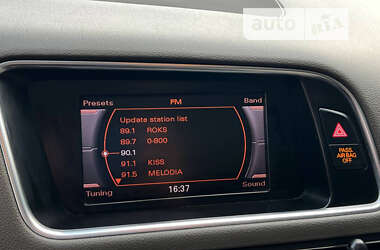 auto RIA
Presets FM Band
Update station list
89.1 ROKS
89.7 0-800
90.1
91.1 KISS
91.5 MELODIA
Tuning 16:37 Sound
PASS.
AIR BAG
OFF